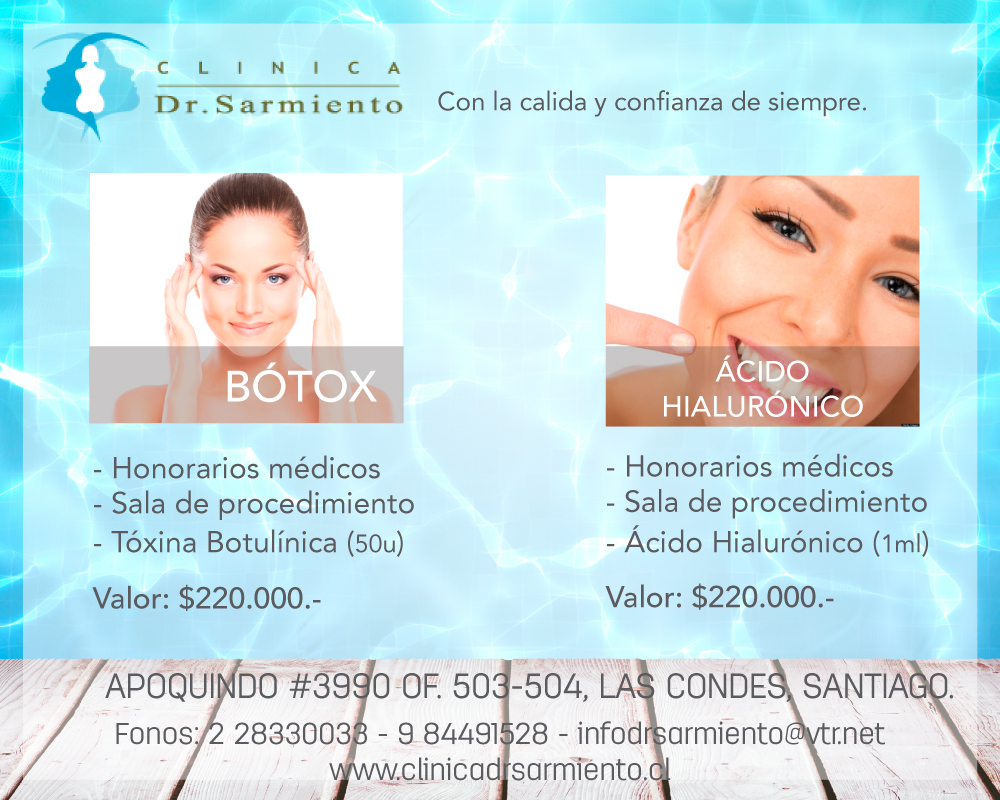 CLINICA
Dr. Sarmiento
Con la calida y confianza de siempre.
BÓTOX
- Honorarios médicos
- Sala de procedimiento
- Tóxina Botulínica (50u)
Valor: $220.000.-
ÁCIDO
HIALURÓNICO
- Honorarios médicos
- Sala de procedimiento
- Ácido Hialurónico (1ml)
Valor: $220.000.-
APOQUINDO #3990 OF. 503-504, LAS CONDES, SANTIAGO.
Fonos: 2 28330033 - 9 84491528 - infodrsarmiento@vtr.net
www.clinicadrsarmiento.cl